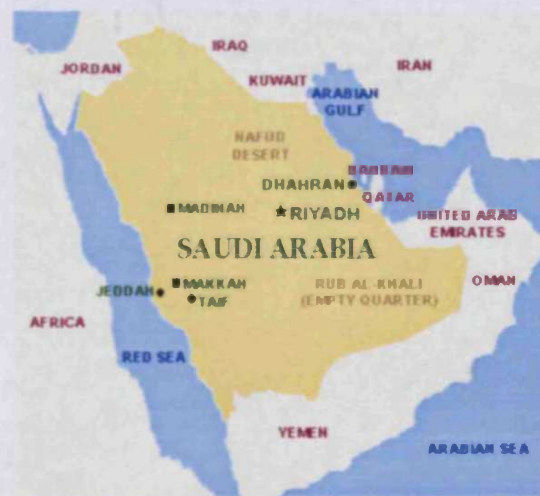 IRAQ
JORDAN
IRAN
KUWAIT
ARABIAN
GULF
NAFUD
DESERT
BAHRAIN
DHAHRAN
QATAR
MADINAH
RIYADH
UNITED ARAB
EMIRATES
SAUDI ARABIA
OMAN
JEDDAH
MAKKAH
RUB AL-KHALI
TAIF
(EMPTY QUARTER)
AFRICA
RED SEA
YEMEN
ARABIAN SEA